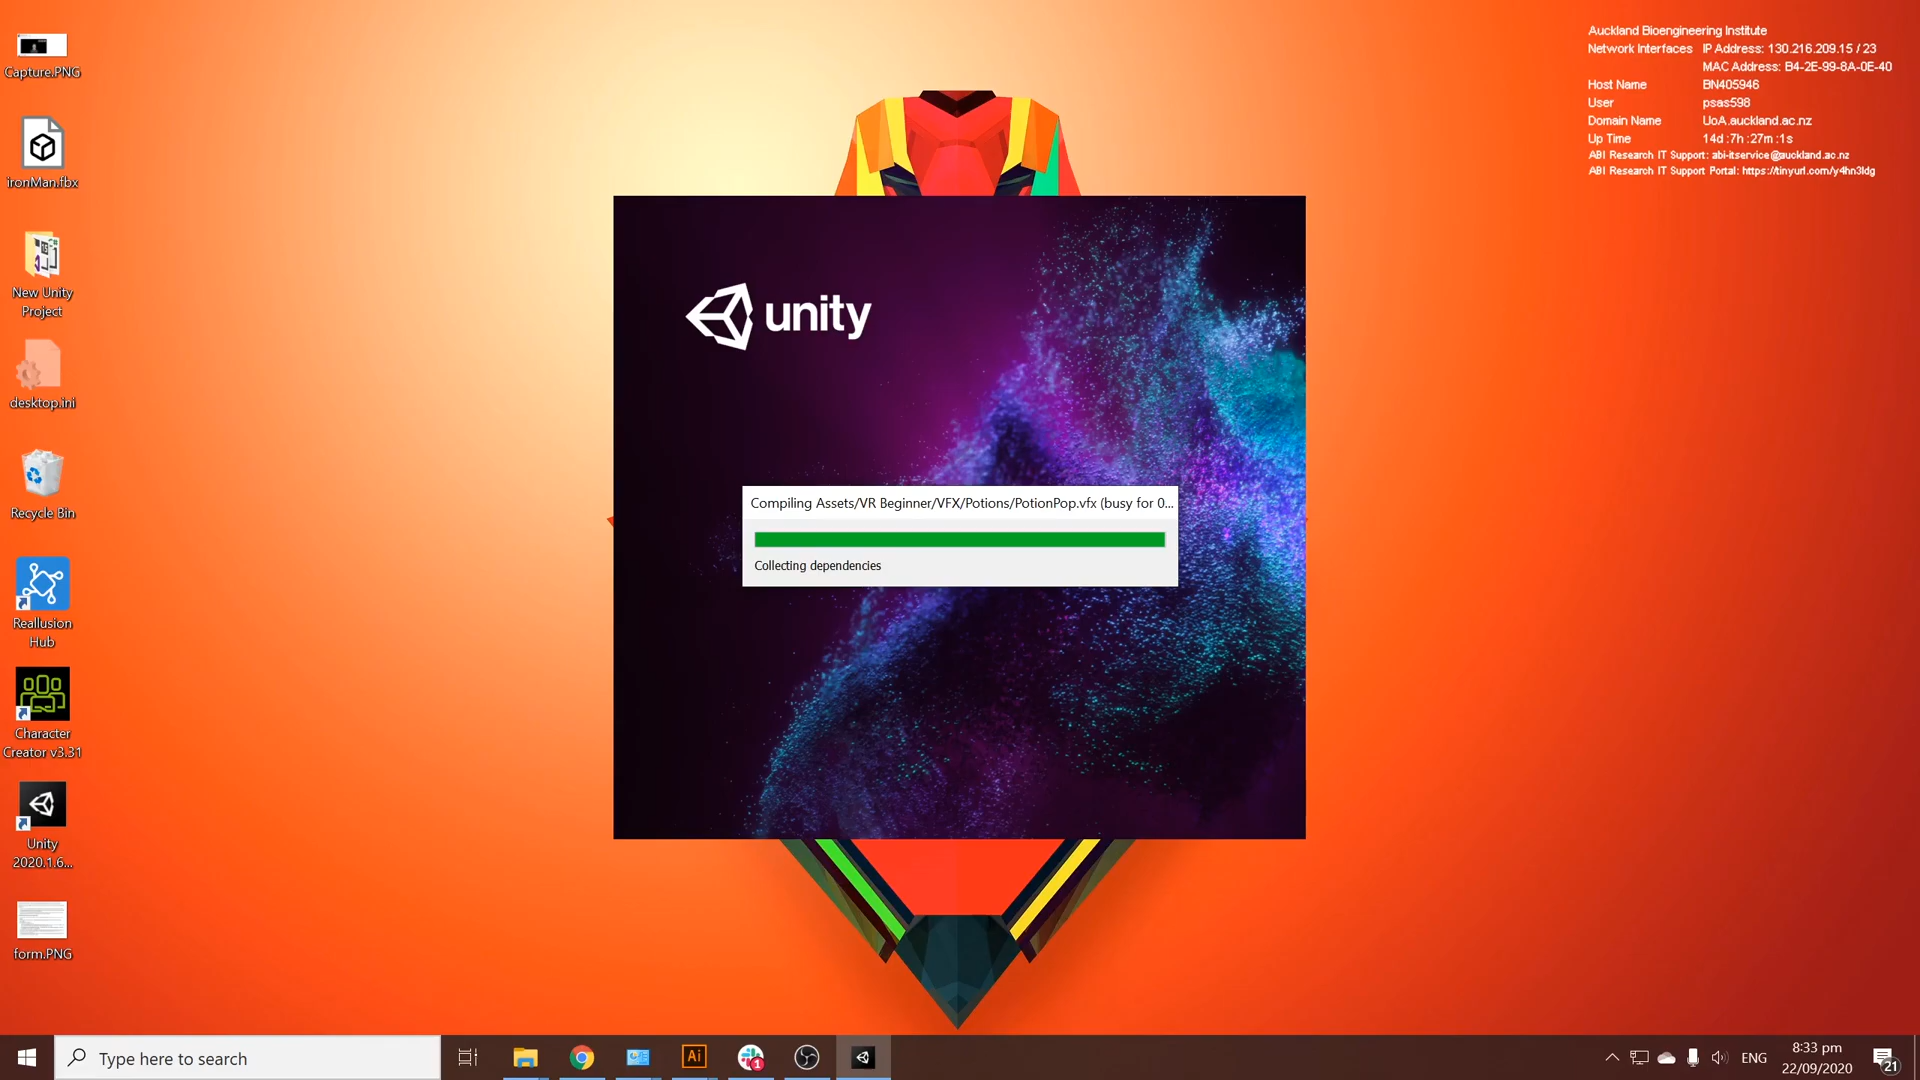 Capture.PNG
ironMan.fbx
New Unity
Project
desktop.ini
Recycle Bin
Reallusion
Hub
Character
Creator v3.31
Unity
2020.1.6...
form.PNG
Auckland Bioengineering Institute
Network Interfaces IP Address: 130.216.209.15 / 23
MAC Address: B4-2E-99-8A-0E-40
Host Name BN405946
User psas598
Domain Name UoA.auckland.ac.nz
Up Time 14d :7h :27m :1s
ABI Research IT Support: abi-itservice@auckland.ac.nz
ABI Research IT Support Portal: https://tinyurl.com/y4hn3ldg
unity
Compiling Assets/VR Beginner/VFX/Potions/PotionPop.vfx (busy for 0...
Collecting dependencies
Type here to search
Ai
1
ENG
8:33 pm
22/09/2020
21